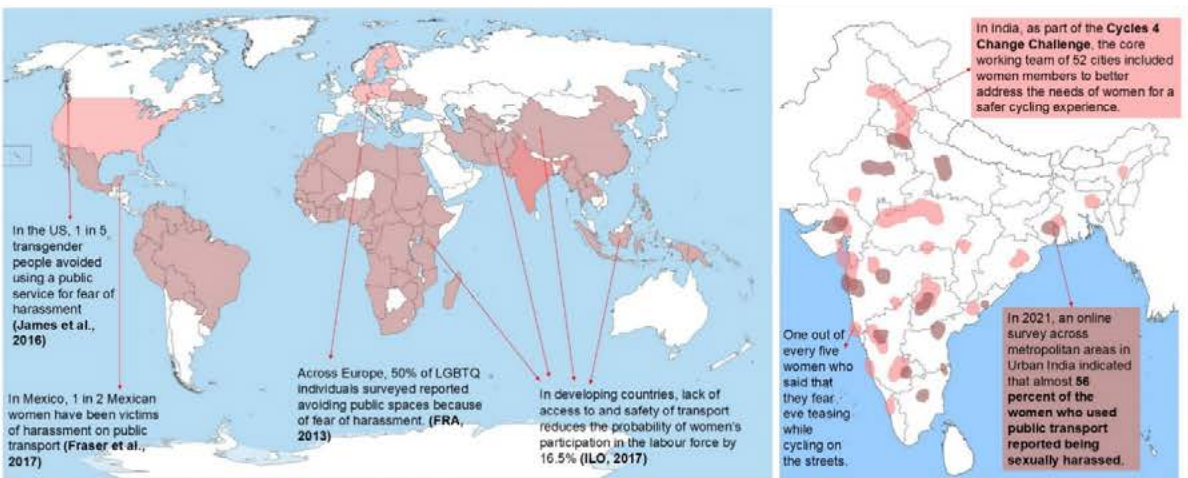 In the US, 1 in 5
transgender
people avoided
using a public
service for fear of
harassment
(James et al.,
2016)
In Mexico, 1 in 2 Mexican
women have been victims
of harassment on public
transport (Fraser et al.,
2017)
Across Europe, 50% of LGBTQ
individuals surveyed reported
avoiding public spaces because
of fear of harassment. (FRA,
2013)
In developing countries, lack of
access to and safety of transport
reduces the probability of women's
participation in the labour force by
16.5% (ILO, 2017)
In India, as part of the Cycles 4
Change Challenge, the core
working team of 52 cities included
women members to better
address the needs of women for a
safer cycling experience.
One out of
every five
women who
said that
they fear
eve teasing
while
cycling on
the streets.
In 2021, an online
survey across
metropolitan areas in
Urban India indicated
that almost 56
percent of the
women who used
public transport
reported being
sexually harassed.